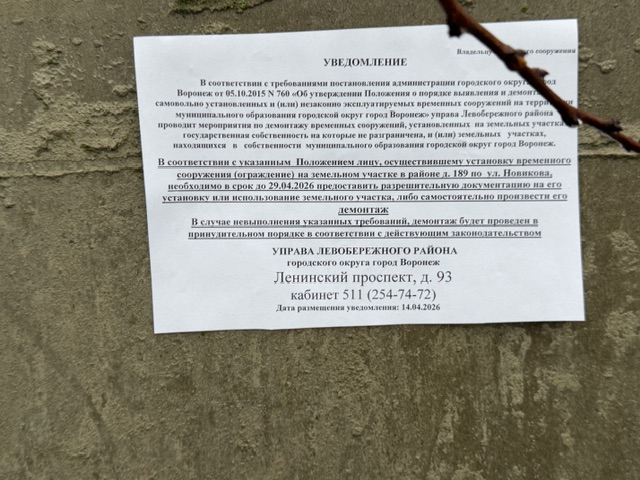 Владельцу временного сооружения
УВЕДОМЛЕНИЕ
В соответствии с требованиями постановления администрации городского округа город
Воронеж от 05.10.2015 N 760 «Об утверждении Положения о порядке выявления и демонтажа
самовольно установленных и (или) незаконно эксплуатируемых временных сооружений на территории
муниципального образования городской округ город Воронеж» управа Левобережного района
проводит мероприятия по демонтажу временных сооружений, установленных на земельных участках,
государственная собственность на которые не разграничена, и (или) земельных участках,
находящихся в собственности муниципального образования городской округ город Воронеж.
В соответствии с указанным Положением лицу, осуществившему установку временного
сооружения (ограждение) на земельном участке в районе д. 189 по ул. Новикова,
необходимо в срок до 29.04.2026 предоставить разрешительную документацию на его
установку или использование земельного участка, либо самостоятельно произвести его
демонтаж
В случае невыполнения указанных требований, демонтаж будет проведен в
принудительном порядке в соответствии с действующим законодательством
УПРАВА ЛЕВОБЕРЕЖНОГО РАЙОНА
городского округа город Воронеж
Ленинский проспект, д. 93
кабинет 511 (254-74-72)
Дата размещения уведомления: 14.04.2026